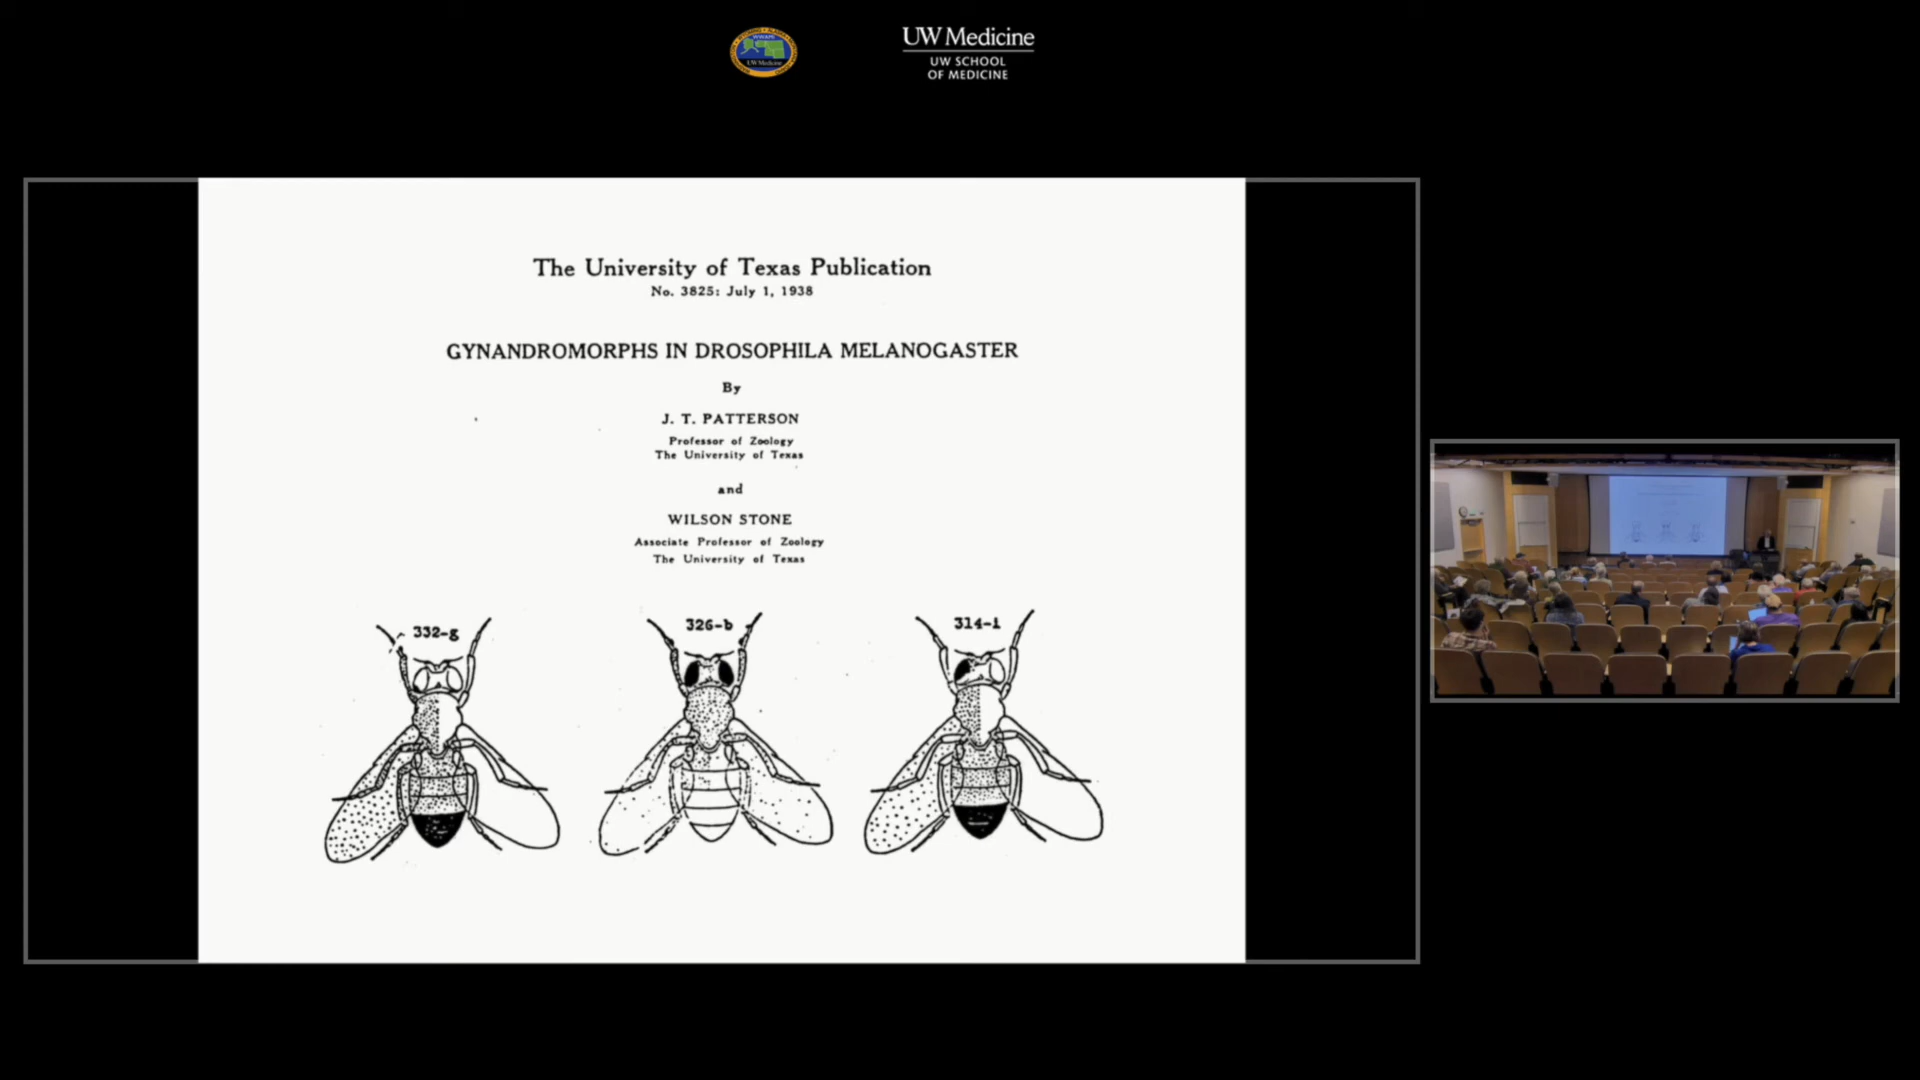 UW Medicine
UW Medicine
UW SCHOOL
OF MEDICINE
The University of Texas Publication
No. 3825: July 1, 1938
GYNANDROMORPHS IN DROSOPHILA MELANOGASTER
By
J. T. PATTERSON
Professor of Zoology
The University of Texas
and
WILSON STONE
Associate Professor of Zoology
The University of Texas
332-g
326-b
314-i